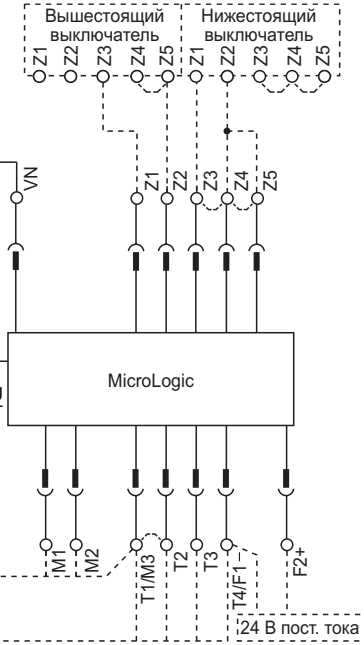 Вышестоящий выключатель
Нижестоящий выключатель
Z1 Z2 Z3 Z4 Z5 Z1 Z2 Z3 Z4 Z5
VN Z1 Z2 Z3 Z4 Z5
MicroLogic
M1 M2 T1/M3 T2 T3 T4/F1 – F2+
24 В пост. тока